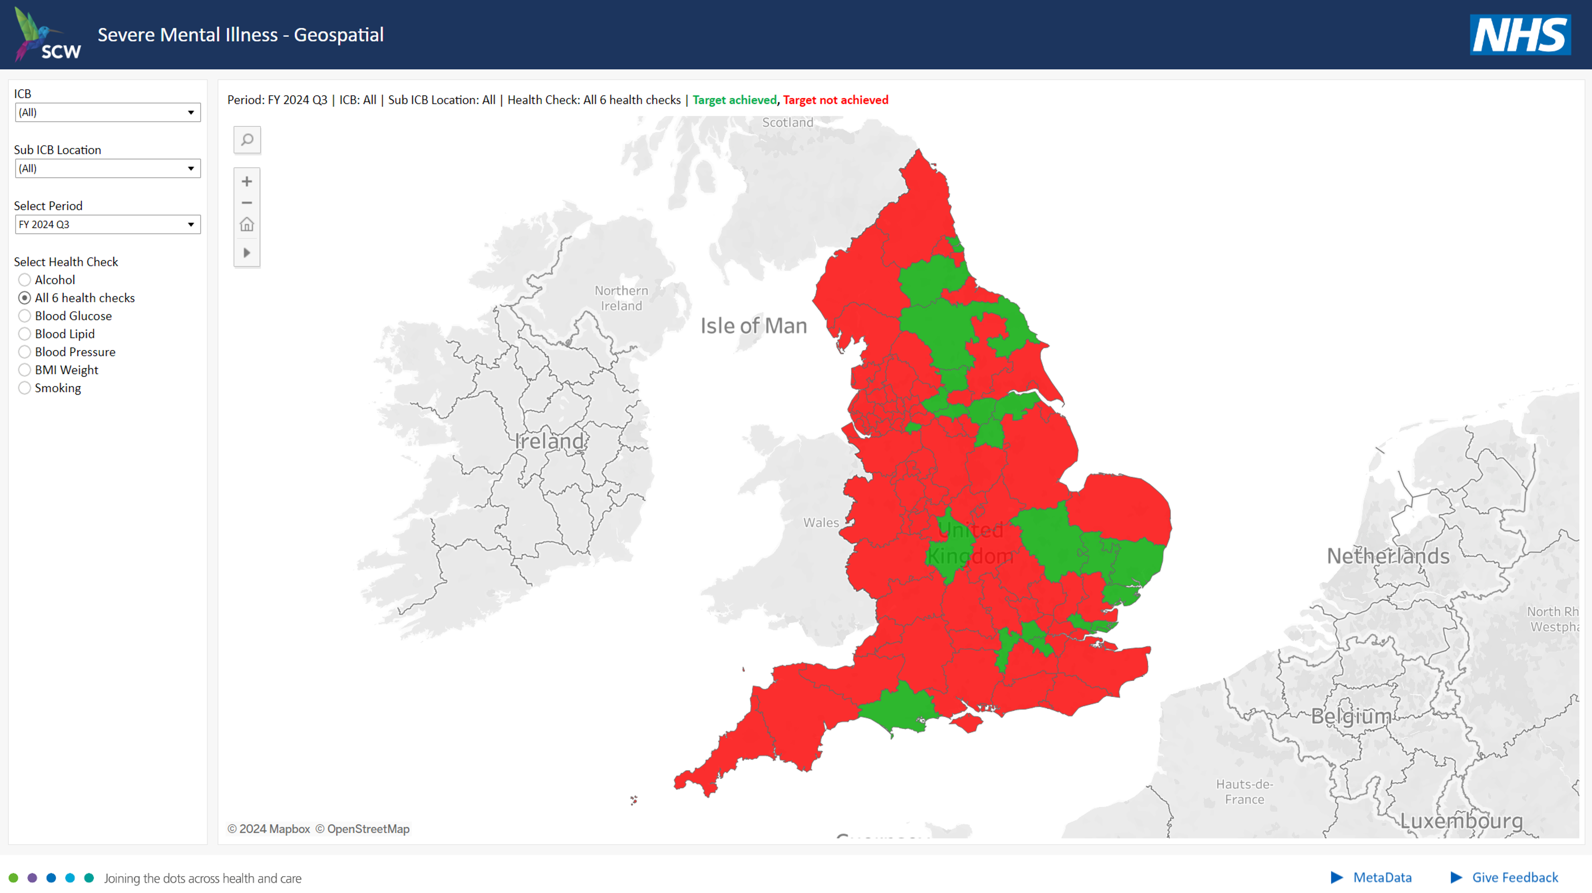 SCW
Severe Mental Illness - Geospatial
NHS
ICB
(All)
Sub ICB Location
(All)
Select Period
FY 2024 Q3
Select Health Check
Alcohol
All 6 health checks
Blood Glucose
Blood Lipid
Blood Pressure
BMI Weight
Smoking
Period: FY 2024 Q3 | ICB: All | Sub ICB Location: All | Health Check: All 6 health checks | Target achieved, Target not achieved
Scotland
Northern
Ireland
Isle of Man
Ireland
Wales
United
Kingdom
Netherlands
North Rh
Westpha
Belgium
Hauts-de-
France
Luxembourg
© 2024 Mapbox © OpenStreetMap
Joining the dots across health and care
MetaData
Give Feedback